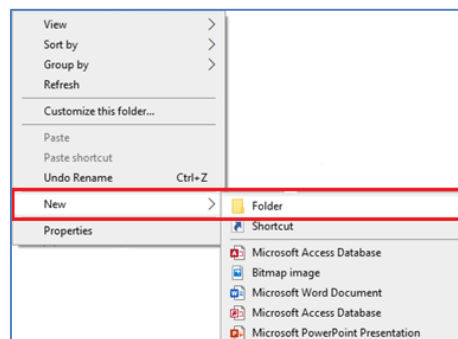 View
Sort by
Group by
Refresh
Customize this folder...
Paste
Paste shortcut
Undo Rename Ctrl+Z
New
Properties
Folder
Shortcut
Microsoft Access Database
Bitmap image
Microsoft Word Document
Microsoft Access Database
Microsoft PowerPoint Presentation